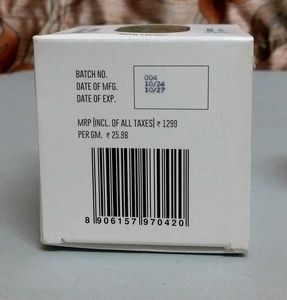 BATCH NO. 004
DATE OF MFG. 10/24
DATE OF EXP. 10/27
MRP (INCL. OF ALL TAXES) ₹ 1299
PER GM. ₹ 25.98
8 906157 970420